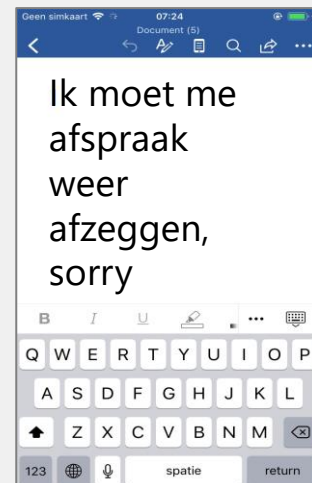 Geen simkaart 07:24
Document (5)
Ik moet me
afspraak
weer
afzeggen,
sorry
B I U
Q W E R T Y U I O P
A S D F G H J K L
Z X C V B N M
123 spatie return